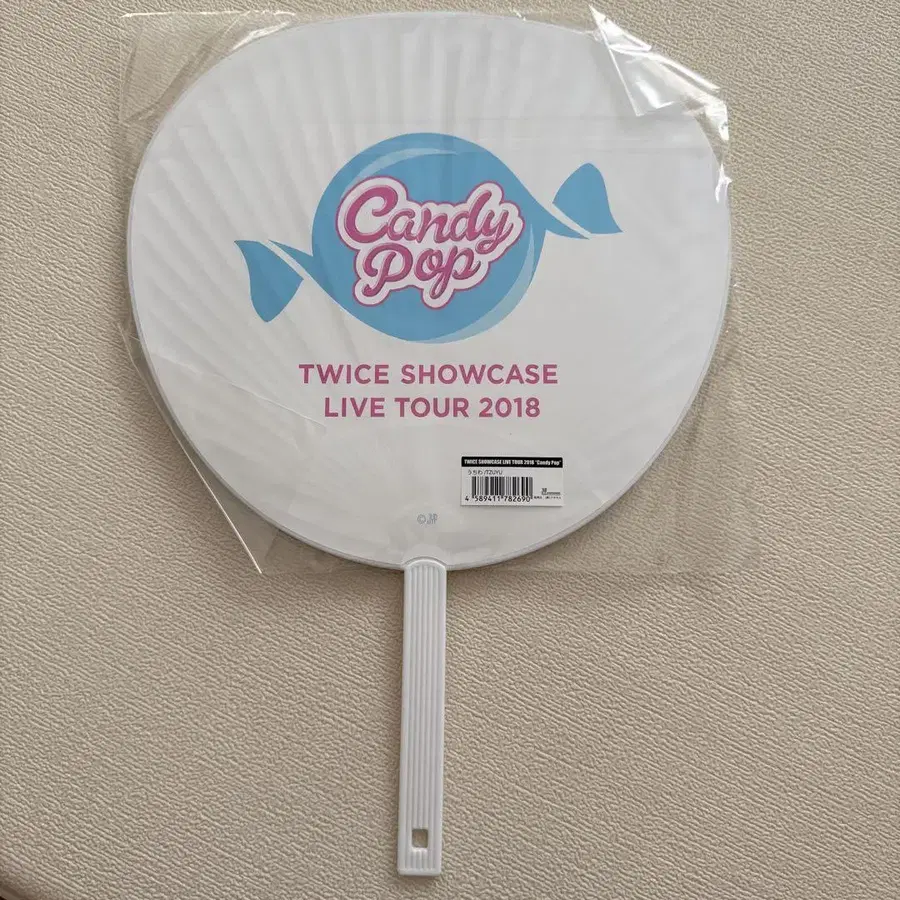 Candy
Pop
TWICE SHOWCASE
LIVE TOUR 2018
TWICE SHOWCASE LIVE TOUR 2018 "Candy Pop"
うちわ/TZUYU
4 589411 782690
©